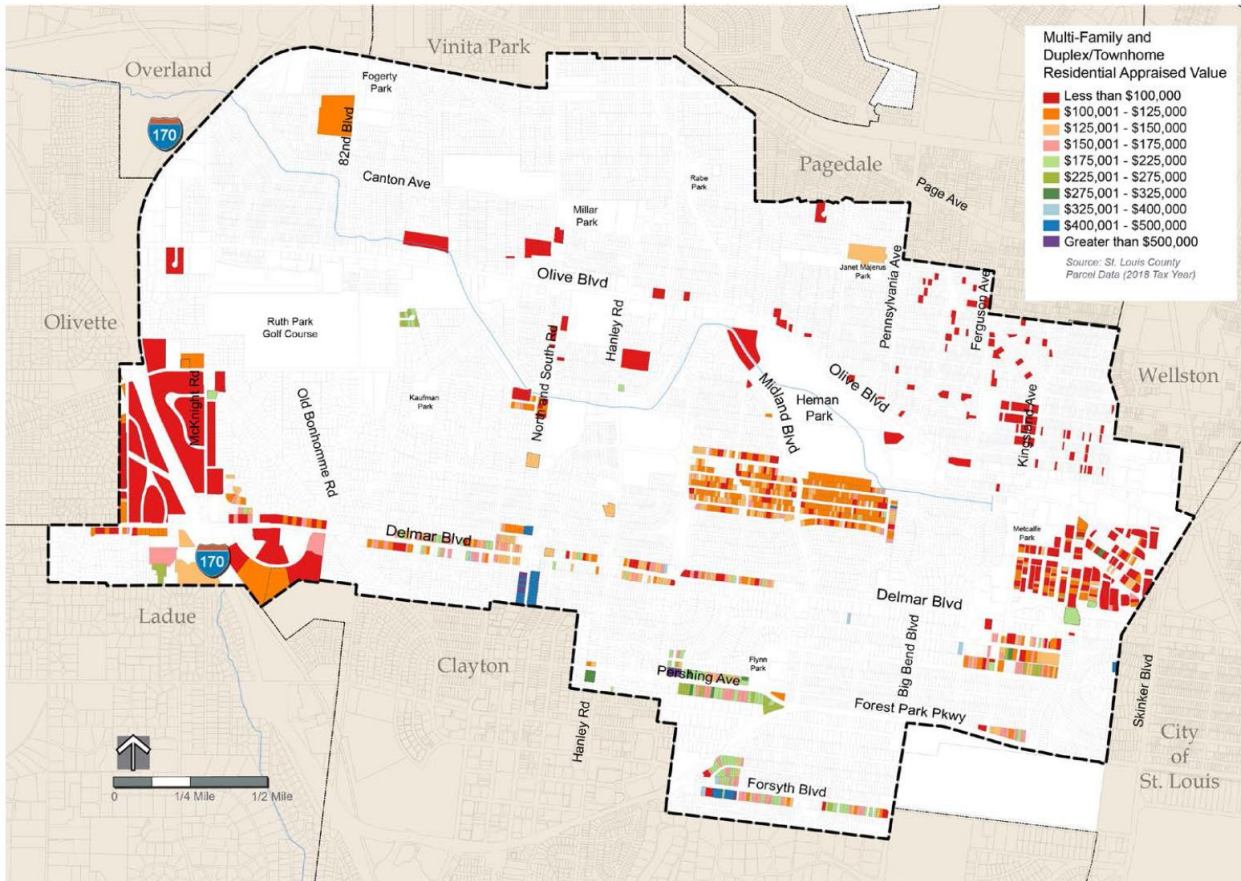 Vinita Park
Overland
Fogerty
Park
170
82nd Blvd
Canton Ave
Multi-Family and
Duplex/Townhome
Residential Appraised Value
Less than $100,000
$100,001 - $125,000
$125,001 - $150,000
$150,001 - $175,000
$175,001 - $225,000
$225,001 - $275,000
$275,001 - $325,000
$325,001 - $400,000
$400,001 - $500,000
Greater than $500,000
Source: St. Louis County
Parcel Data (2018 Tax Year)
Pagedale
Page Ave
Rabe
Park
Millar
Park
Olive Blvd
Janet Majerus
Park
Pennsylvania Ave
Ferguson Ave
Olivette
Ruth Park
Golf Course
Hanley Rd
North and South Rd
McKnight Rd
Old Bonhomme Rd
Kaufman
Park
Midland Blvd
Heman
Park
Olive Blvd
Kingsland Ave
Wellston
Delmar Blvd
170
Ladue
Metcalfe
Park
Delmar Blvd
Big Bend Blvd
Clayton
Flynn
Park
Pershing Ave
Forest Park Pkwy
Hanley Rd
Skinker Blvd
City
of
St. Louis
Forsyth Blvd
0 1/4 Mile 1/2 Mile